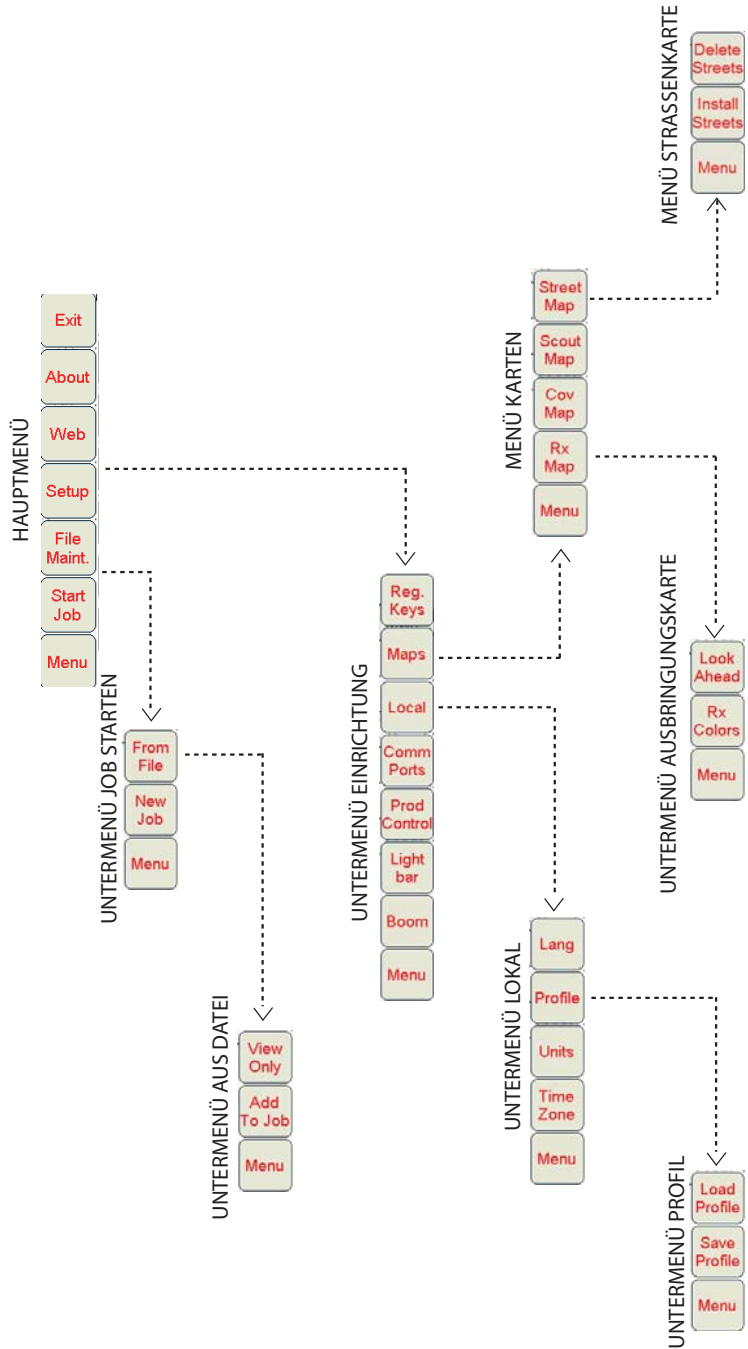 HAUPTMENÜ
Exit
About
Web
Setup
File
Maint.
Start
Job
Menu
UNTERMENÜ JOB STARTEN
From
File
New
Job
Menu
UNTERMENÜ AUS DATEI
View
Only
Add
To Job
Menu
UNTERMENÜ EINRICHTUNG
Reg.
Keys
Maps
Local
Comm
Ports
Prod
Control
Light
bar
Boom
Menu
UNTERMENÜ LOKAL
Lang
Profile
Units
Time
Zone
Menu
UNTERMENÜ PROFIL
Load
Profile
Save
Profile
Menu
MENÜ KARTEN
Street
Map
Scout
Map
Cov
Map
Rx
Map
Menu
UNTERMENÜ AUSBRINGUNGSKARTE
Look
Ahead
Rx
Colors
Menu
MENÜ STRASSENKARTE
Delete
Streets
Install
Streets
Menu